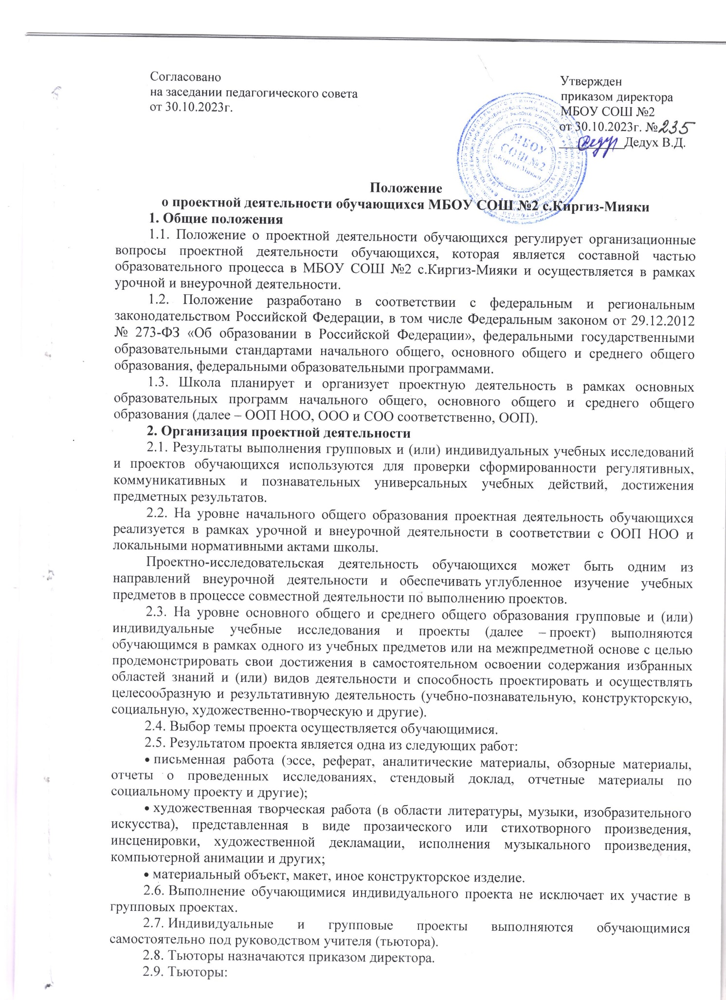 Согласовано
на заседании педагогического совета
от 30.10.2023г.
Утвержден
приказом директора
МБОУ СОШ №2
от 30.10.2023г. №235
Дедух В.Д.
МБОУ
СОШ №2
с.Киргиз-Мияки
Положение
о проектной деятельности обучающихся МБОУ СОШ №2 с.Киргиз-Мияки
1. Общие положения
1.1. Положение о проектной деятельности обучающихся регулирует организационные
вопросы проектной деятельности обучающихся, которая является составной частью
образовательного процесса в МБОУ СОШ №2 с.Киргиз-Мияки и осуществляется в рамках
урочной и внеурочной деятельности.
1.2. Положение разработано в соответствии с федеральным и региональным
законодательством Российской Федерации, в том числе Федеральным законом от 29.12.2012
№ 273-ФЗ «Об образовании в Российской Федерации», федеральными государственными
образовательными стандартами начального общего, основного общего и среднего общего
образования, федеральными образовательными программами.
1.3. Школа планирует и организует проектную деятельность в рамках основных
образовательных программ начального общего, основного общего и среднего общего
образования (далее – ООП НОО, ООО и СОО соответственно, ООП).
2. Организация проектной деятельности
2.1. Результаты выполнения групповых и (или) индивидуальных учебных исследований
и проектов обучающихся используются для проверки сформированности регулятивных,
коммуникативных и познавательных универсальных учебных действий, достижения
предметных результатов.
2.2. На уровне начального общего образования проектная деятельность обучающихся
реализуется в рамках урочной и внеурочной деятельности в соответствии с ООП НОО и
локальными нормативными актами школы.
Проектно-исследовательская деятельность обучающихся может быть одним из
направлений внеурочной деятельности и обеспечивать углубленное изучение учебных
предметов в процессе совместной деятельности по выполнению проектов.
2.3. На уровне основного общего и среднего общего образования групповые и (или)
индивидуальные учебные исследования и проекты (далее – проект) выполняются
обучающимся в рамках одного из учебных предметов или на межпредметной основе с целью
продемонстрировать свои достижения в самостоятельном освоении содержания избранных
областей знаний и (или) видов деятельности и способность проектировать и осуществлять
целесообразную и результативную деятельность (учебно-познавательную, конструкторскую,
социальную, художественно-творческую и другие).
2.4. Выбор темы проекта осуществляется обучающимися.
2.5. Результатом проекта является одна из следующих работ:
• письменная работа (эссе, реферат, аналитические материалы, обзорные материалы,
отчеты о проведенных исследованиях, стендовый доклад, отчетные материалы по
социальному проекту и другие);
• художественная творческая работа (в области литературы, музыки, изобразительного
искусства), представленная в виде прозаического или стихотворного произведения,
инсценировки, художественной декламации, исполнения музыкального произведения,
компьютерной анимации и других;
• материальный объект, макет, иное конструкторское изделие.
2.6. Выполнение обучающимися индивидуального проекта не исключает их участие в
групповых проектах.
2.7. Индивидуальные и групповые проекты выполняются обучающимися
самостоятельно под руководством учителя (тьютора).
2.8. Тьюторы назначаются приказом директора.
2.9. Тьюторы: